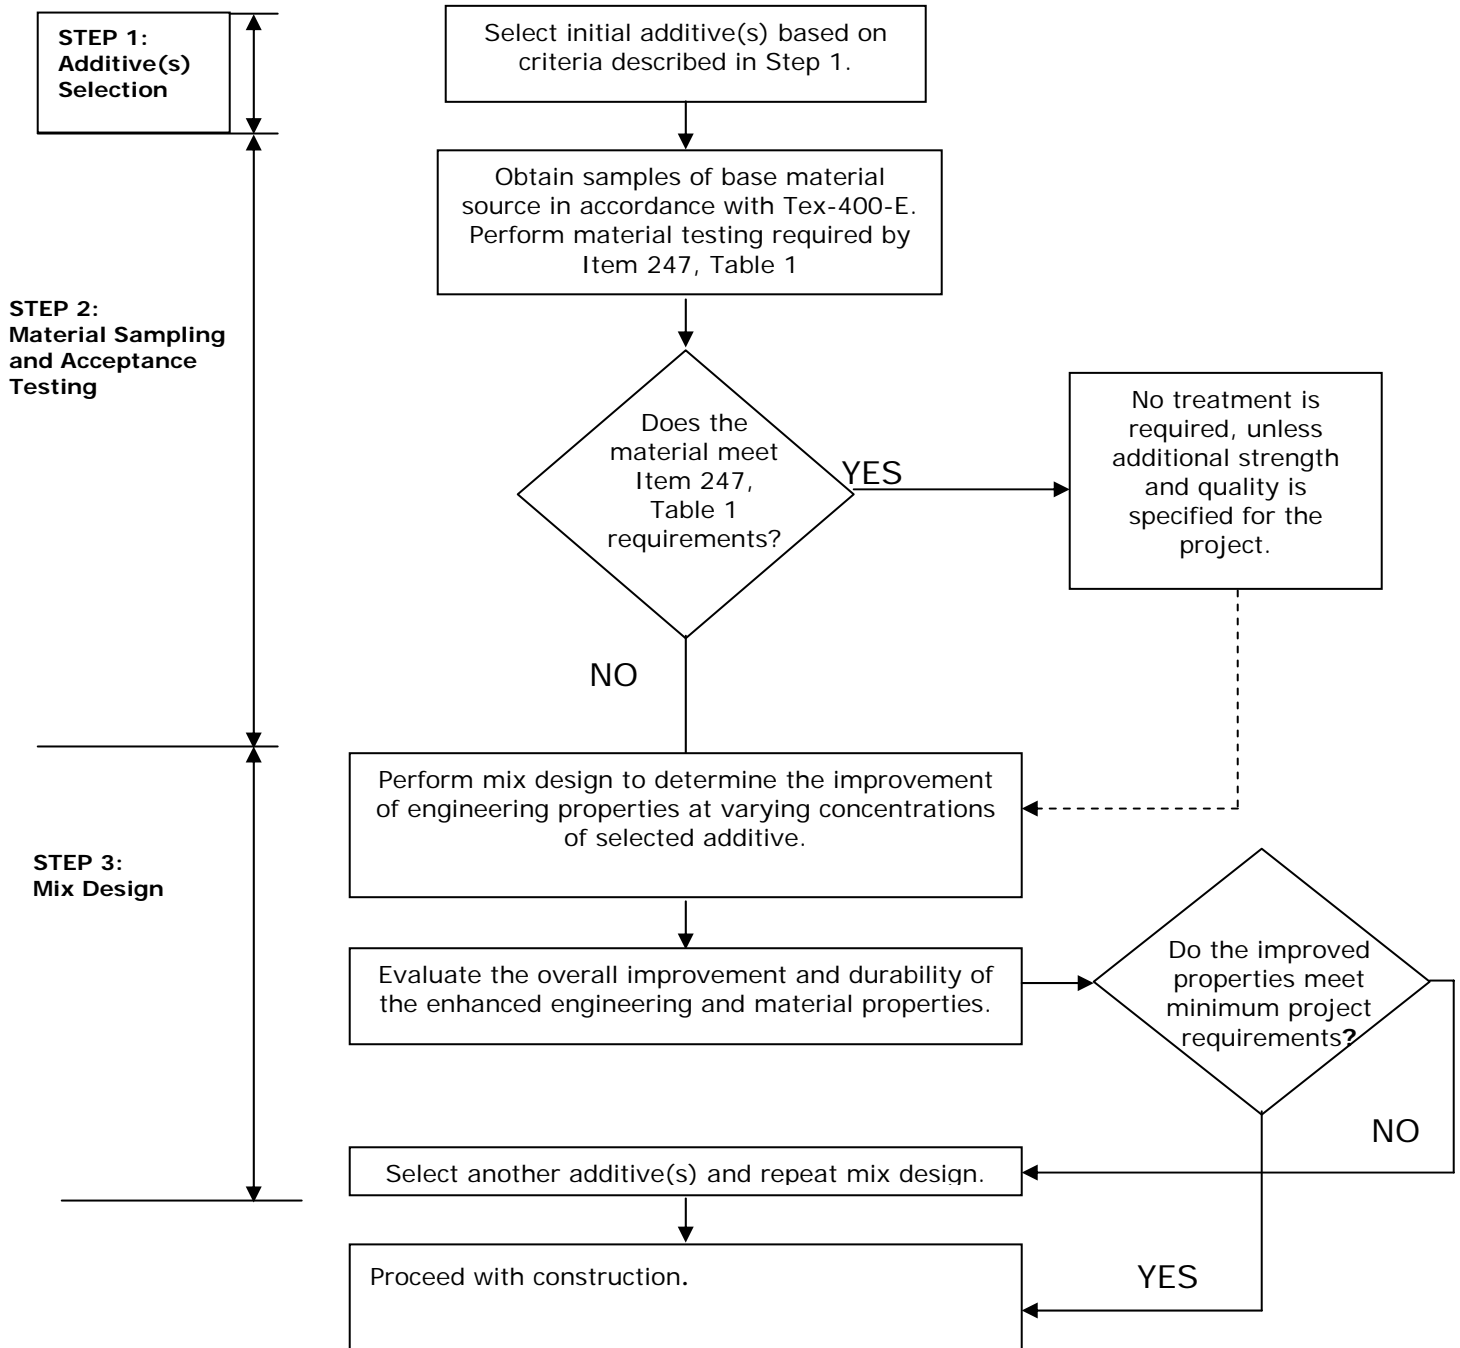 STEP 1:
Additive(s)
Selection
Select initial additive(s) based on
criteria described in Step 1.
Obtain samples of base material
source in accordance with Tex-400-E.
Perform material testing required by
Item 247, Table 1
STEP 2:
Material Sampling
and Acceptance
Testing
Does the
material meet
Item 247,
Table 1
requirements?
YES
No treatment is
required, unless
additional strength
and quality is
specified for the
project.
NO
Perform mix design to determine the improvement
of engineering properties at varying concentrations
of selected additive.
STEP 3:
Mix Design
Evaluate the overall improvement and durability of
the enhanced engineering and material properties.
Do the improved
properties meet
minimum project
requirements?
NO
Select another additive(s) and repeat mix design.
Proceed with construction.
YES